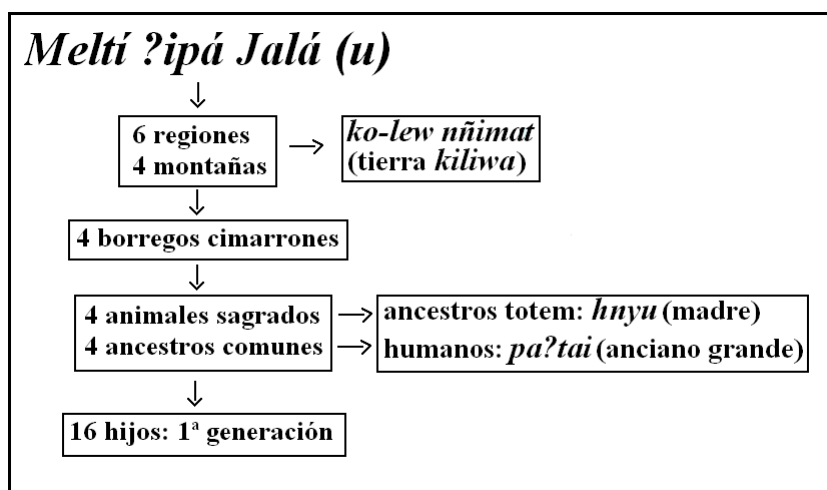 Meltí ?ipá Jalá (u)
6 regiones
4 montañas
ko-lew nñimat
(tierra kiliwa)
4 borregos cimarrones
4 animales sagrados
4 ancestros comunes
ancestros totem: hnyu (madre)
humanos: pa?tai (anciano grande)
16 hijos: 1ª generación